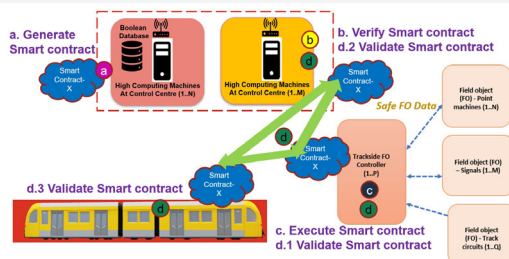 a. Generate
Smart contract
Boolean
Database
Smart
Contract-
X
a
High Computing Machines
At Control Centre (1..N)
b
d
High Computing Machines
At Control Centre (1..M)
b. Verify Smart contract
d.2 Validate Smart contract
Smart
Contract-
X
Safe FO Data
Field object
(FO) - Point
machines (1..N)
d
Smart
Contract-
X
Trackside FO
Controller
(1..P)
c
d
Field object
(FO)
– Signals (1..M)
Smart
Contract-
X
d.3 Validate Smart contract
d
c. Execute Smart contract
d.1 Validate Smart contract
Field object
(FO) - Track
circuits (1..Q)